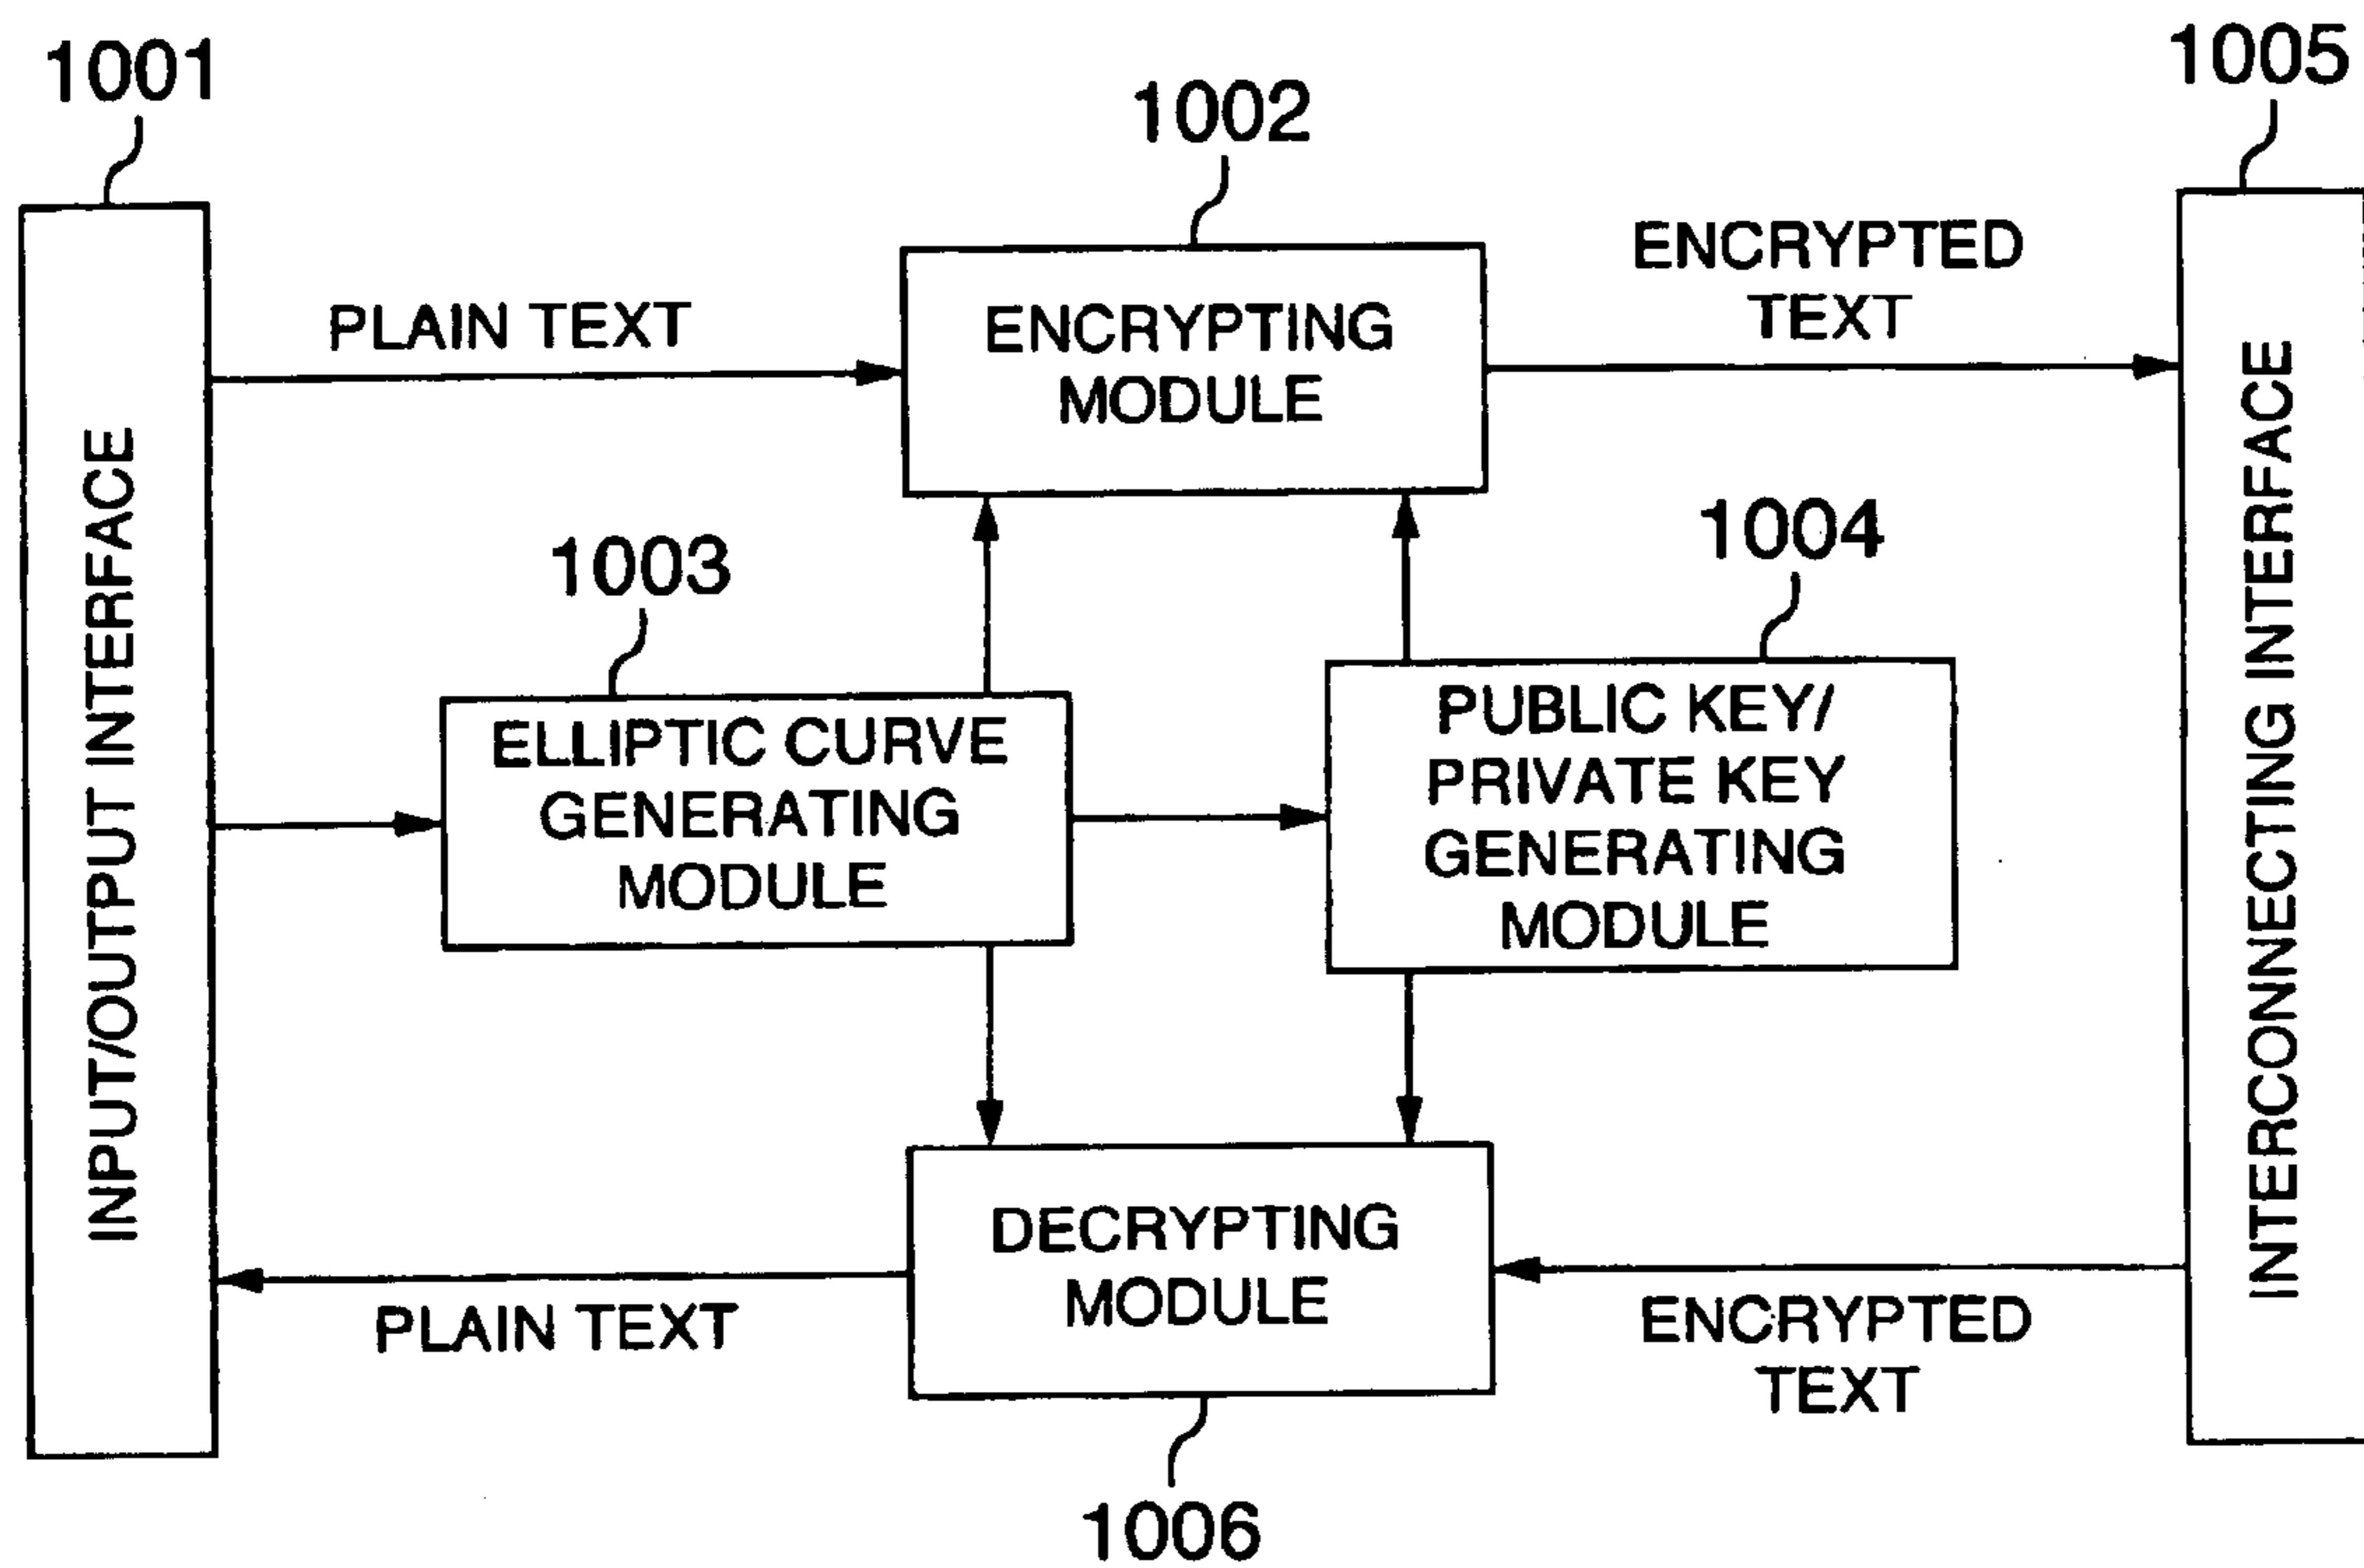 1001
1005
1002
ENCRYPTED
TEXT
PLAIN TEXT
ENCRYPTING
MODULE
1003
1004
INPUT/OUTPUT INTERFACE
ELLIPTIC CURVE
GENERATING
MODULE
PUBLIC KEY/
PRIVATE KEY
GENERATING
MODULE
INTERCONNECTING INTERFACE
DECRYPTING
MODULE
PLAIN TEXT
ENCRYPTED
TEXT
1006